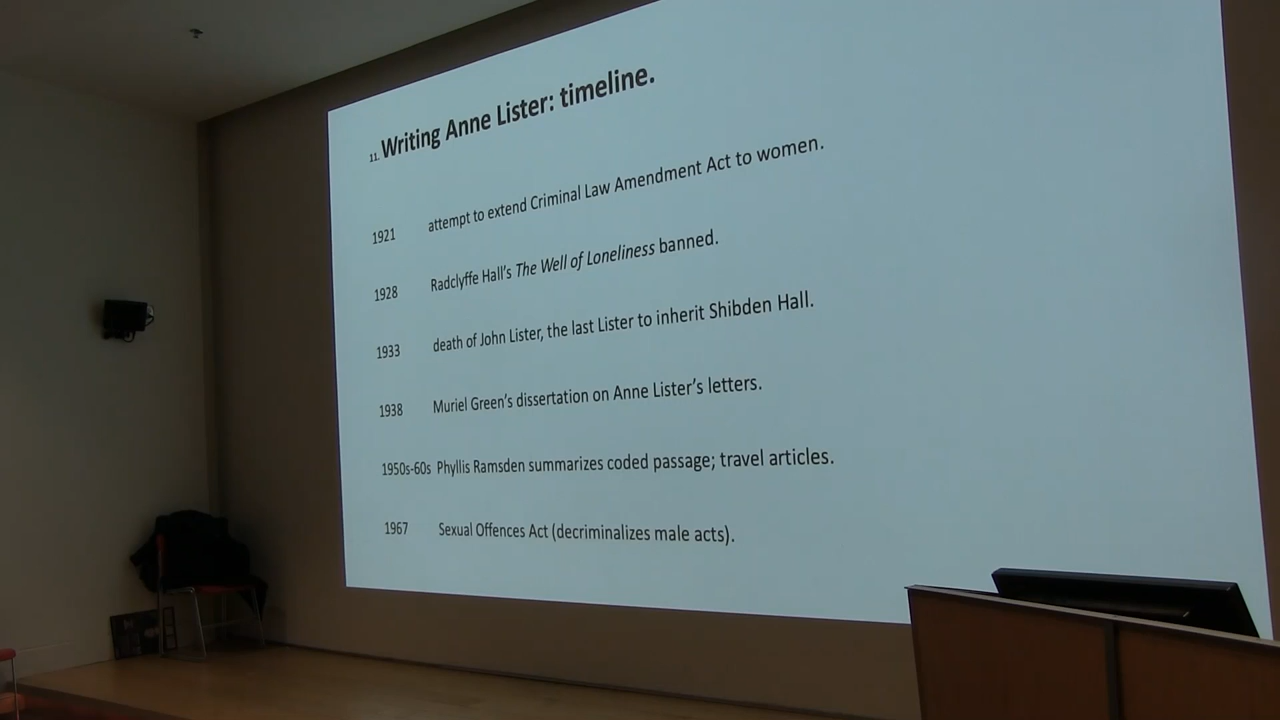 11. Writing Anne Lister: timeline.
1921 attempt to extend Criminal Law Amendment Act to women.
1928 Radclyffe Hall's The Well of Loneliness banned.
1933 death of John Lister, the last Lister to inherit Shibden Hall.
1938 Muriel Green's dissertation on Anne Lister's letters.
1950s-60s Phyllis Ramsden summarizes coded passage; travel articles.
1967 Sexual Offences Act (decriminalizes male acts).